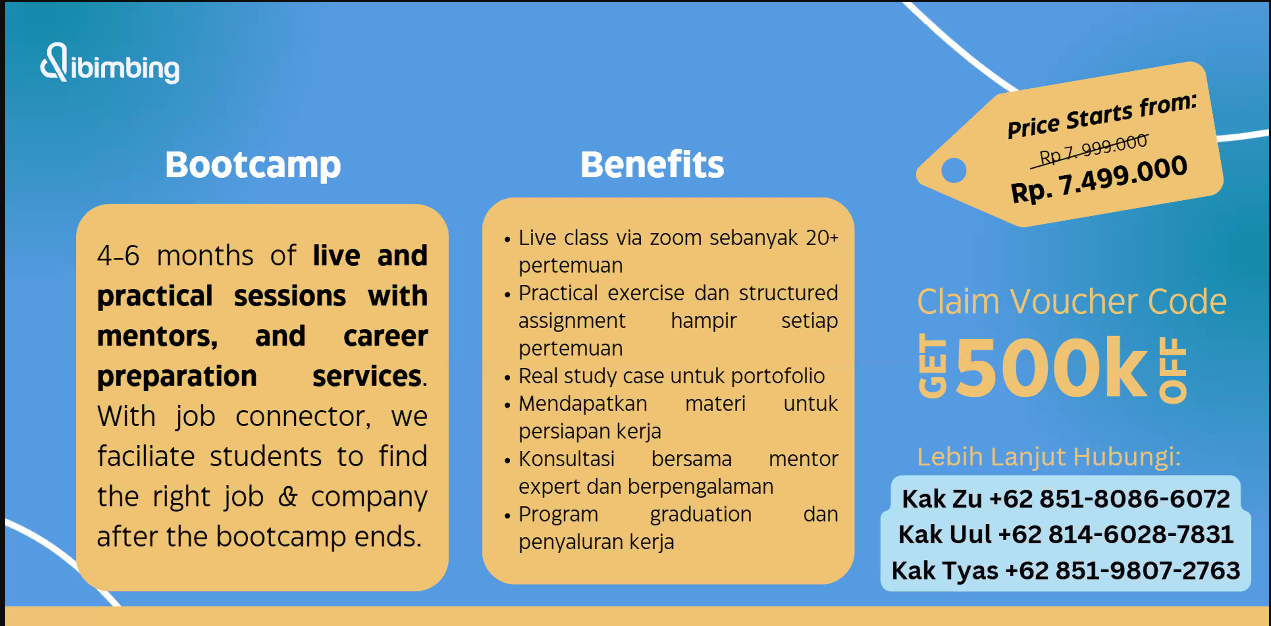 dibimbing
Bootcamp
4-6 months of live and
practical sessions with
mentors, and career
preparation services.
With job connector, we
faciliate students to find
the right job & company
after the bootcamp ends.
Benefits
• Live class via zoom sebanyak 20+
pertemuan
• Practical exercise dan structured
assignment hampir setiap
pertemuan
• Real study case untuk portofolio
• Mendapatkan materi untuk
persiapan kerja
• Konsultasi bersama mentor
expert dan berpengalaman
• Program graduation dan
penyaluran kerja
Price Starts from:
Rp 7. 999.000
Rp. 7.499.000
Claim Voucher Code
GET 500k OFF
Lebih Lanjut Hubungi:
Kak Zu +62 851-8086-6072
Kak Uul +62 814-6028-7831
Kak Tyas +62 851-9807-2763